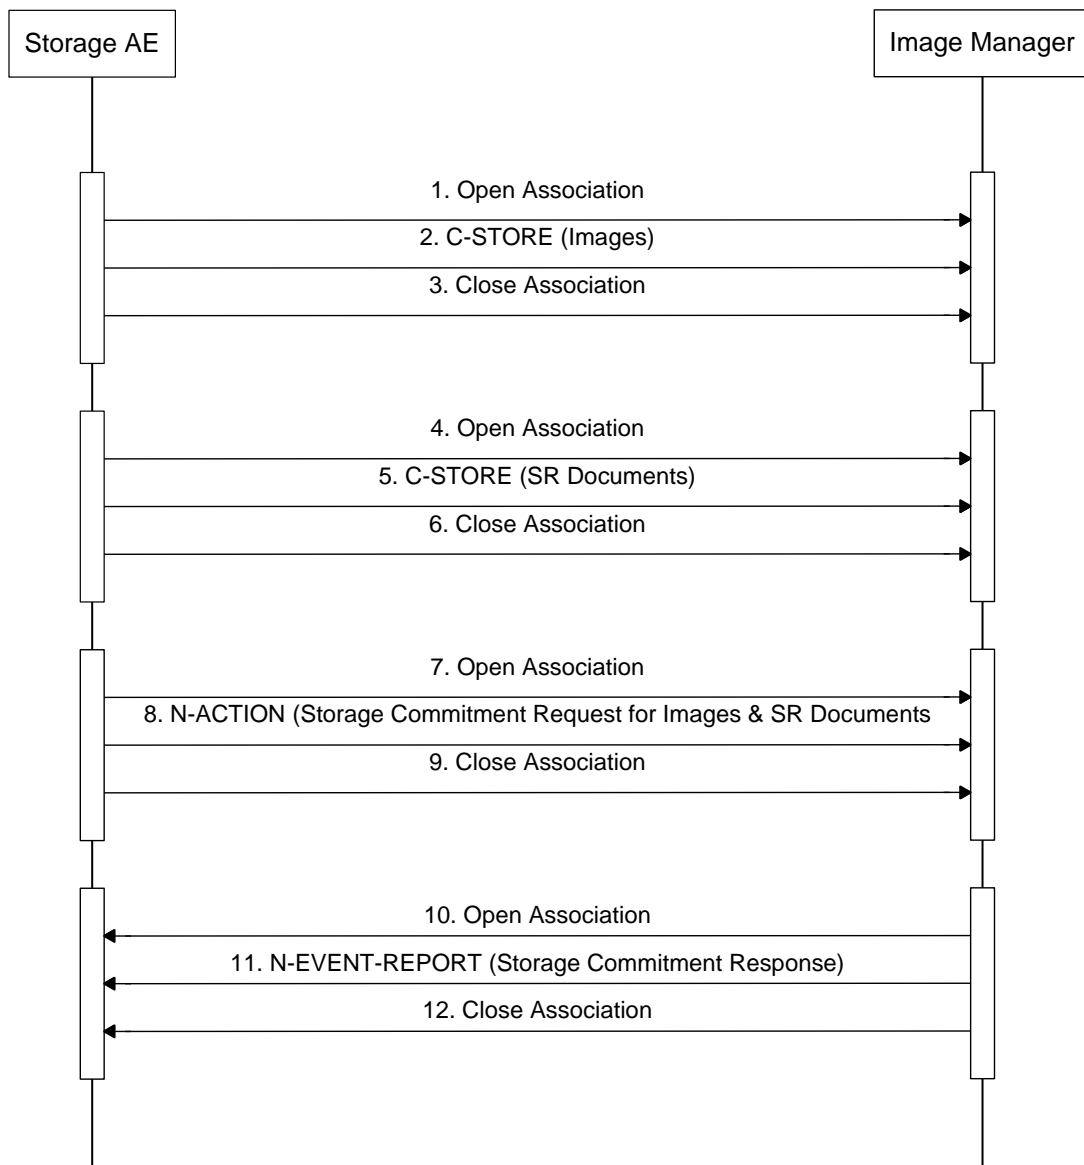 Storage AE
Image Manager
1. Open Association
2. C-STORE (Images)
3. Close Association
4. Open Association
5. C-STORE (SR Documents)
6. Close Association
7. Open Association
8. N-ACTION (Storage Commitment Request for Images & SR Documents
9. Close Association
10. Open Association
11. N-EVENT-REPORT (Storage Commitment Response)
12. Close Association